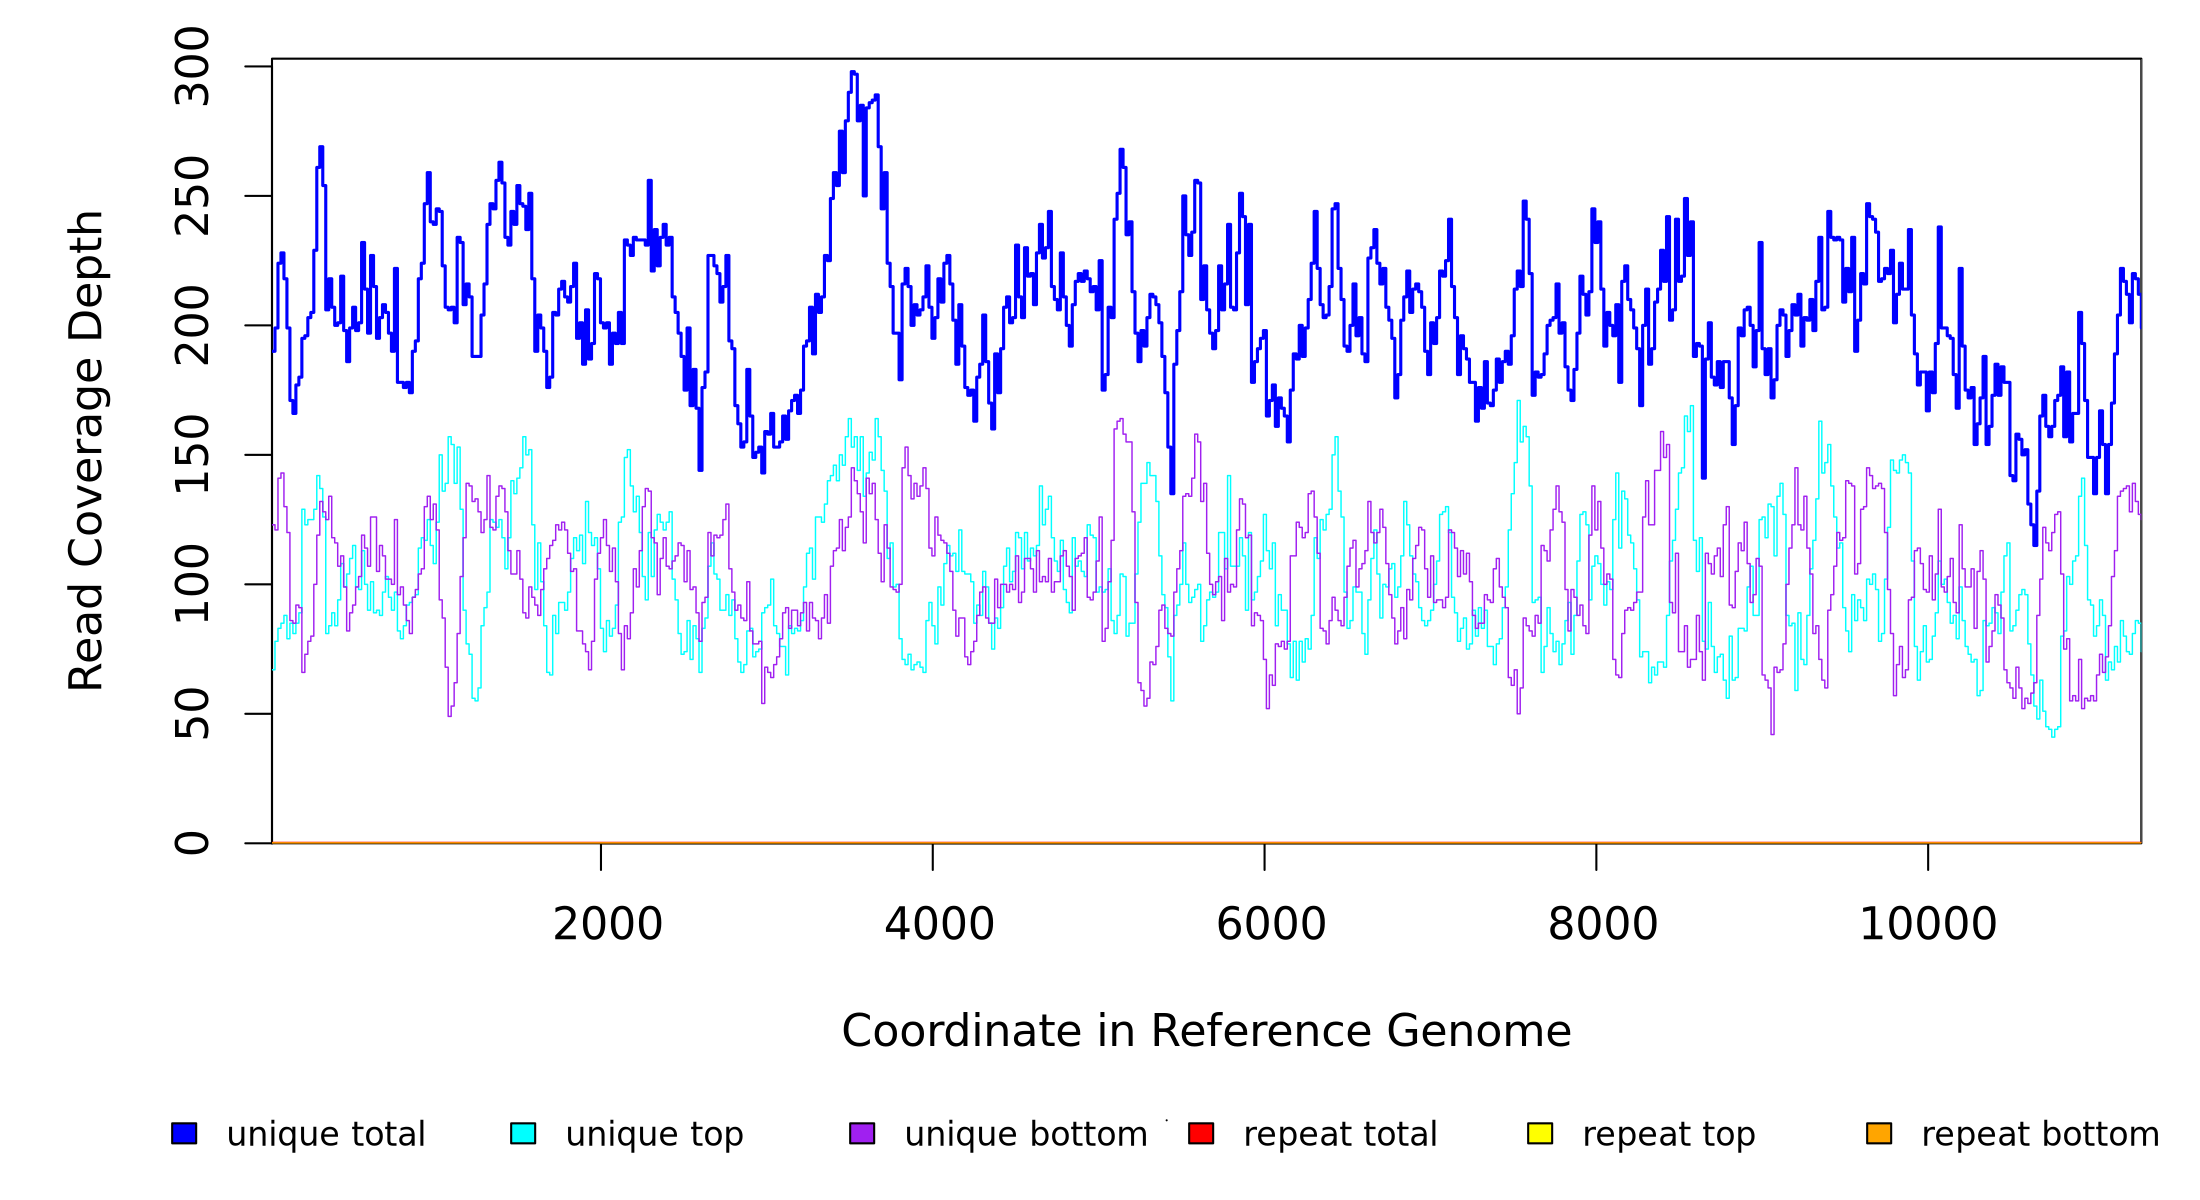 300
250
200
150
100
50
0
Read Coverage Depth
2000 4000 6000 8000 10000
Coordinate in Reference Genome
unique total unique top unique bottom repeat total repeat top repeat bottom